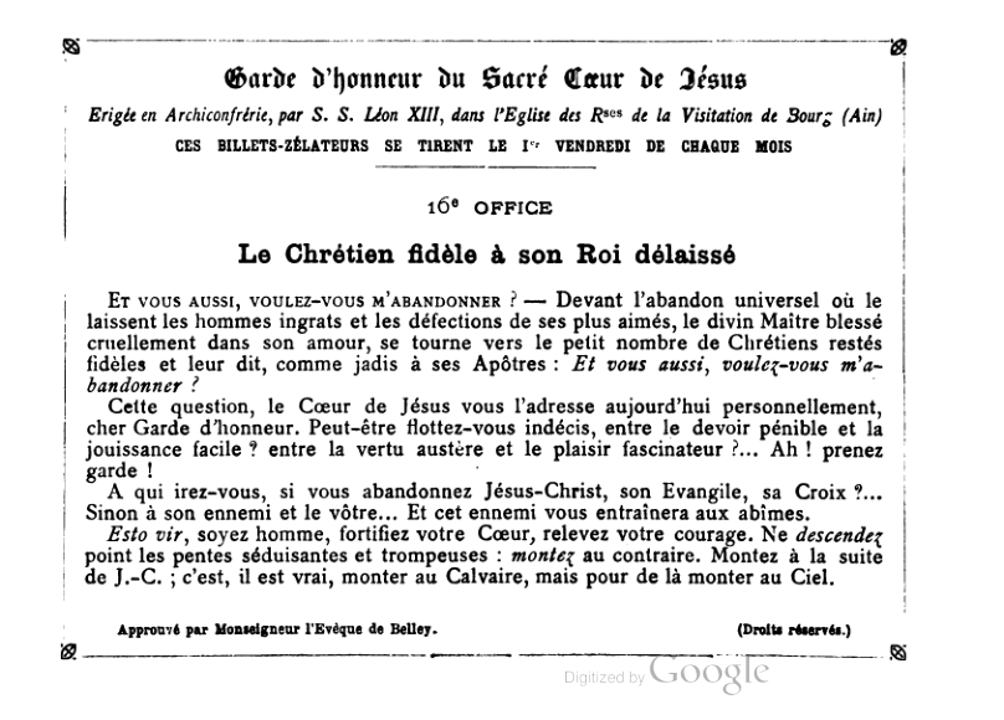 Garde d'honneur du Sacré Cœur de Jésus
Erigée en Archiconfrérie, par S. S. Léon XIII, dans l'Eglise des Rses de la Visitation de Bourg (Ain)
CES BILLETS-ZÉLATEURS SE TIRENT LE Ier VENDREDI DE CHAQUE MOIS
16e OFFICE
Le Chrétien fidèle à son Roi délaissé
ET VOUS AUSSI, VOULEZ-VOUS M'ABANDONNER ? — Devant l'abandon universel où le
laissent les hommes ingrats et les défections de ses plus aimés, le divin Maître blessé
cruellement dans son amour, se tourne vers le petit nombre de Chrétiens restés
fidèles et leur dit, comme jadis à ses Apôtres : Et vous aussi, voulez-vous m'a-
bandonner ?
Cette question, le Cœur de Jésus vous l'adresse aujourd'hui personnellement,
cher Garde d'honneur. Peut-être flottez-vous indécis, entre le devoir pénible et la
jouissance facile ? entre la vertu austère et le plaisir fascinateur ?... Ah ! prenez
garde !
A qui irez-vous, si vous abandonnez Jésus-Christ, son Evangile, sa Croix ?...
Sinon à son ennemi et le vôtre... Et cet ennemi vous entraînera aux abîmes.
Esto vir, soyez homme, fortifiez votre Cœur, relevez votre courage. Ne descendez
point les pentes séduisantes et trompeuses : montez au contraire. Montez à la suite
de J.-C. ; c'est, il est vrai, monter au Calvaire, mais pour de là monter au Ciel.
Approuvé par Monseigneur l'Evêque de Belley.
(Droits réservés.)
Digitized by Google